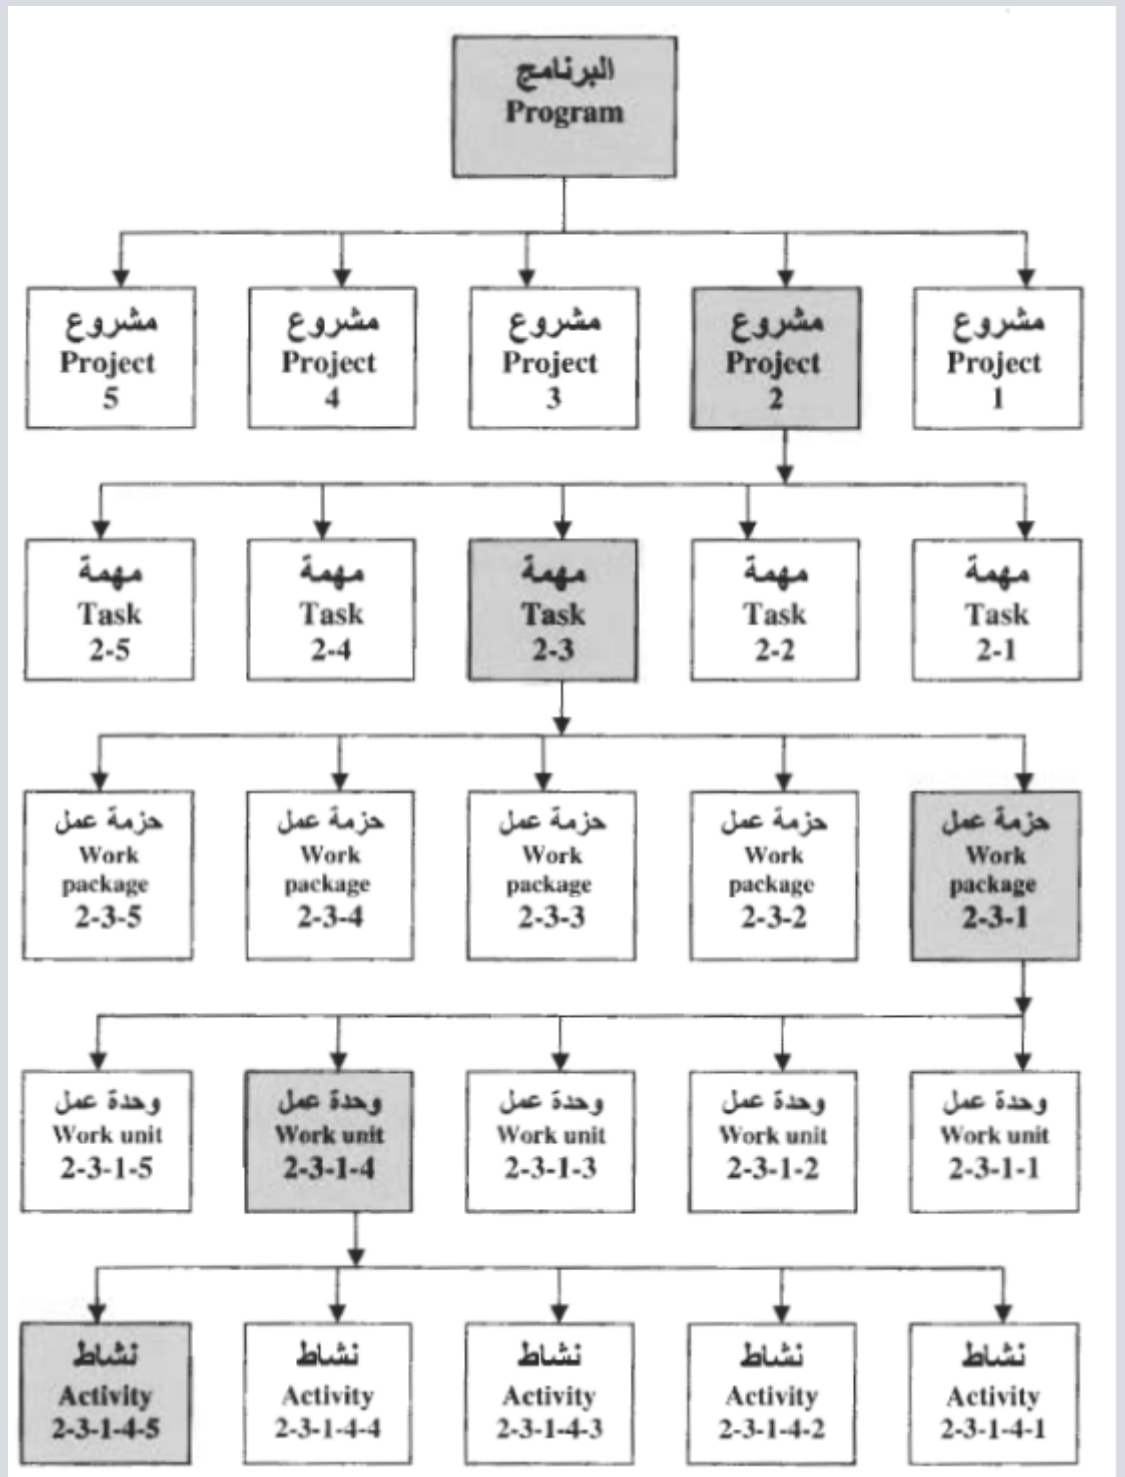 البرنامج
Program
مشروع
Project
1
مشروع
Project
2
مشروع
Project
3
مشروع
Project
4
مشروع
Project
5
مهمة
Task
2-1
مهمة
Task
2-2
مهمة
Task
2-3
مهمة
Task
2-4
مهمة
Task
2-5
حزمة عمل
Work
package
2-3-1
حزمة عمل
Work
package
2-3-2
حزمة عمل
Work
package
2-3-3
حزمة عمل
Work
package
2-3-4
حزمة عمل
Work
package
2-3-5
وحدة عمل
Work unit
2-3-1-1
وحدة عمل
Work unit
2-3-1-2
وحدة عمل
Work unit
2-3-1-3
وحدة عمل
Work unit
2-3-1-4
وحدة عمل
Work unit
2-3-1-5
نشاط
Activity
2-3-1-4-1
نشاط
Activity
2-3-1-4-2
نشاط
Activity
2-3-1-4-3
نشاط
Activity
2-3-1-4-4
نشاط
Activity
2-3-1-4-5